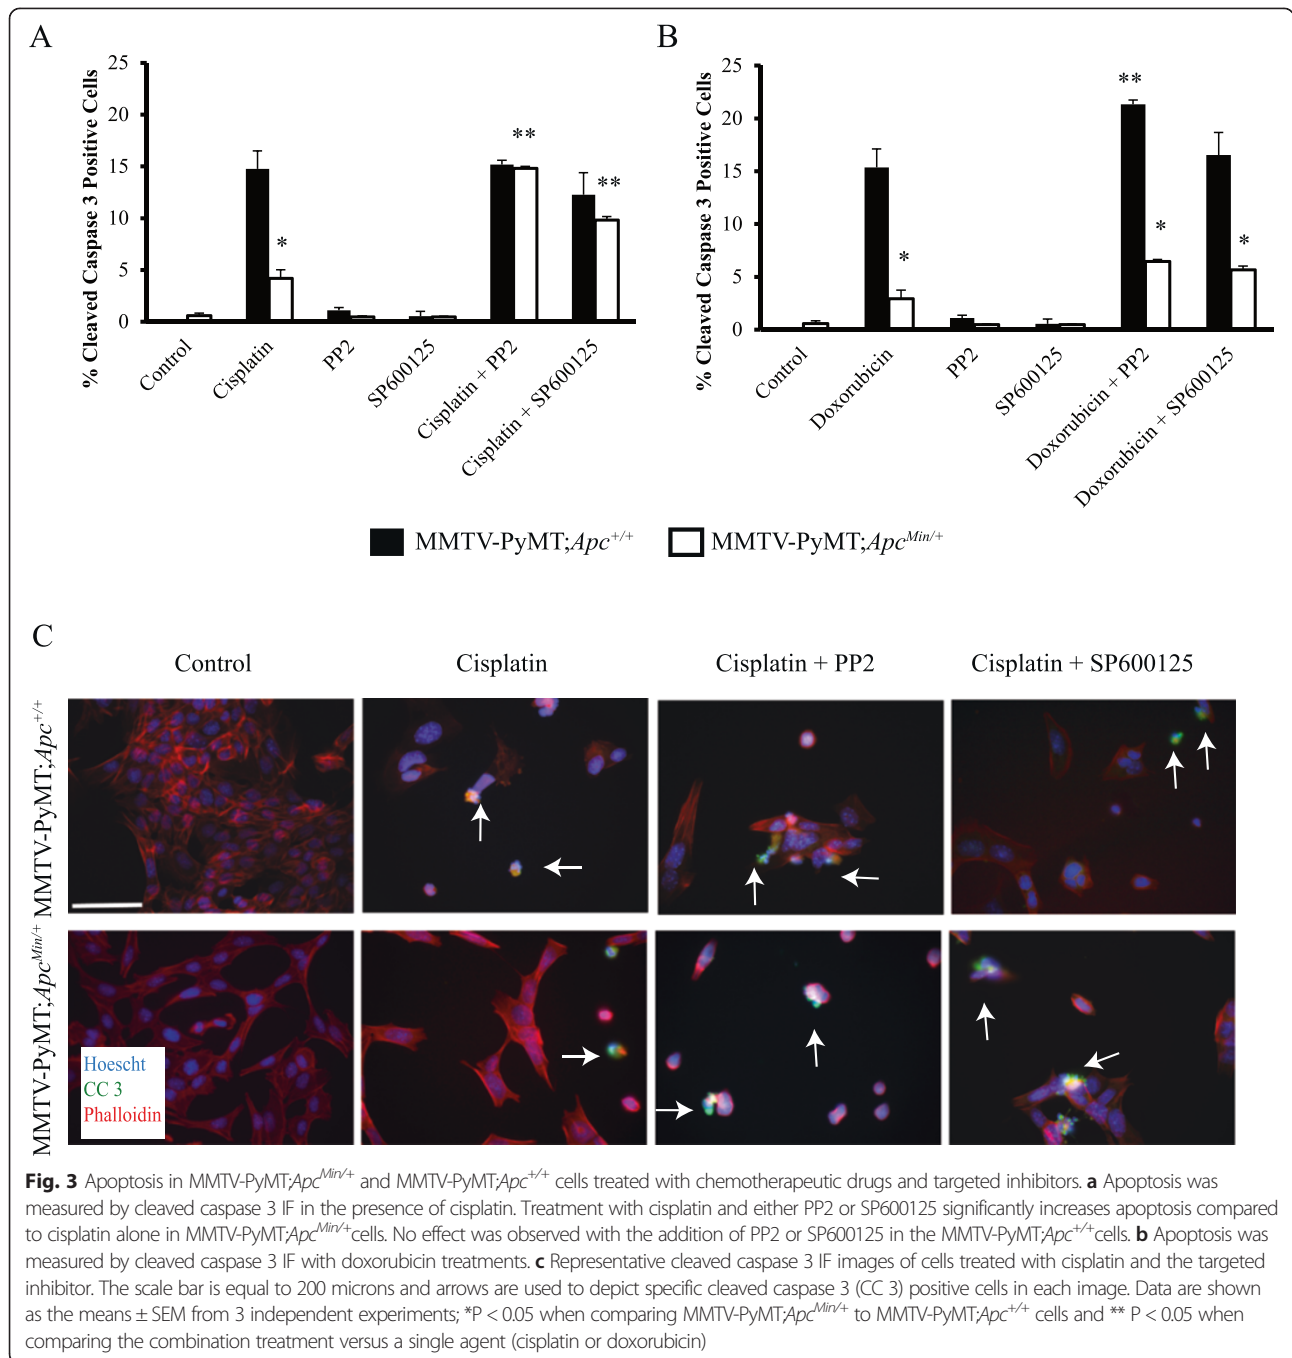 A
% Cleaved Caspase 3 Positive Cells
25
20
15
10
5
0
**
**
*
Control
Cisplatin
PP2
SP600125
Cisplatin + PP2
Cisplatin + SP600125
B
% Cleaved Caspase 3 Positive Cells
25
20
15
10
5
0
**
*
*
*
Control
Doxorubicin
PP2
SP600125
Doxorubicin + PP2
Doxorubicin + SP600125
MMTV-PyMT;Apc+/+
MMTV-PyMT;ApcMin/+
C
Control
Cisplatin
Cisplatin + PP2
Cisplatin + SP600125
MMTV-PyMT;Apc+/+
MMTV-PyMT;ApcMin/+
Hoescht
CC 3
Phalloidin
Fig. 3 Apoptosis in MMTV-PyMT;ApcMin/+ and MMTV-PyMT;Apc+/+ cells treated with chemotherapeutic drugs and targeted inhibitors. a Apoptosis was
measured by cleaved caspase 3 IF in the presence of cisplatin. Treatment with cisplatin and either PP2 or SP600125 significantly increases apoptosis compared
to cisplatin alone in MMTV-PyMT;ApcMin/+cells. No effect was observed with the addition of PP2 or SP600125 in the MMTV-PyMT;Apc+/+cells. b Apoptosis was
measured by cleaved caspase 3 IF with doxorubicin treatments. c Representative cleaved caspase 3 IF images of cells treated with cisplatin and the targeted
inhibitor. The scale bar is equal to 200 microns and arrows are used to depict specific cleaved caspase 3 (CC 3) positive cells in each image. Data are shown
as the means ± SEM from 3 independent experiments; *P < 0.05 when comparing MMTV-PyMT;ApcMin/+ to MMTV-PyMT;Apc+/+ cells and ** P < 0.05 when
comparing the combination treatment versus a single agent (cisplatin or doxorubicin)